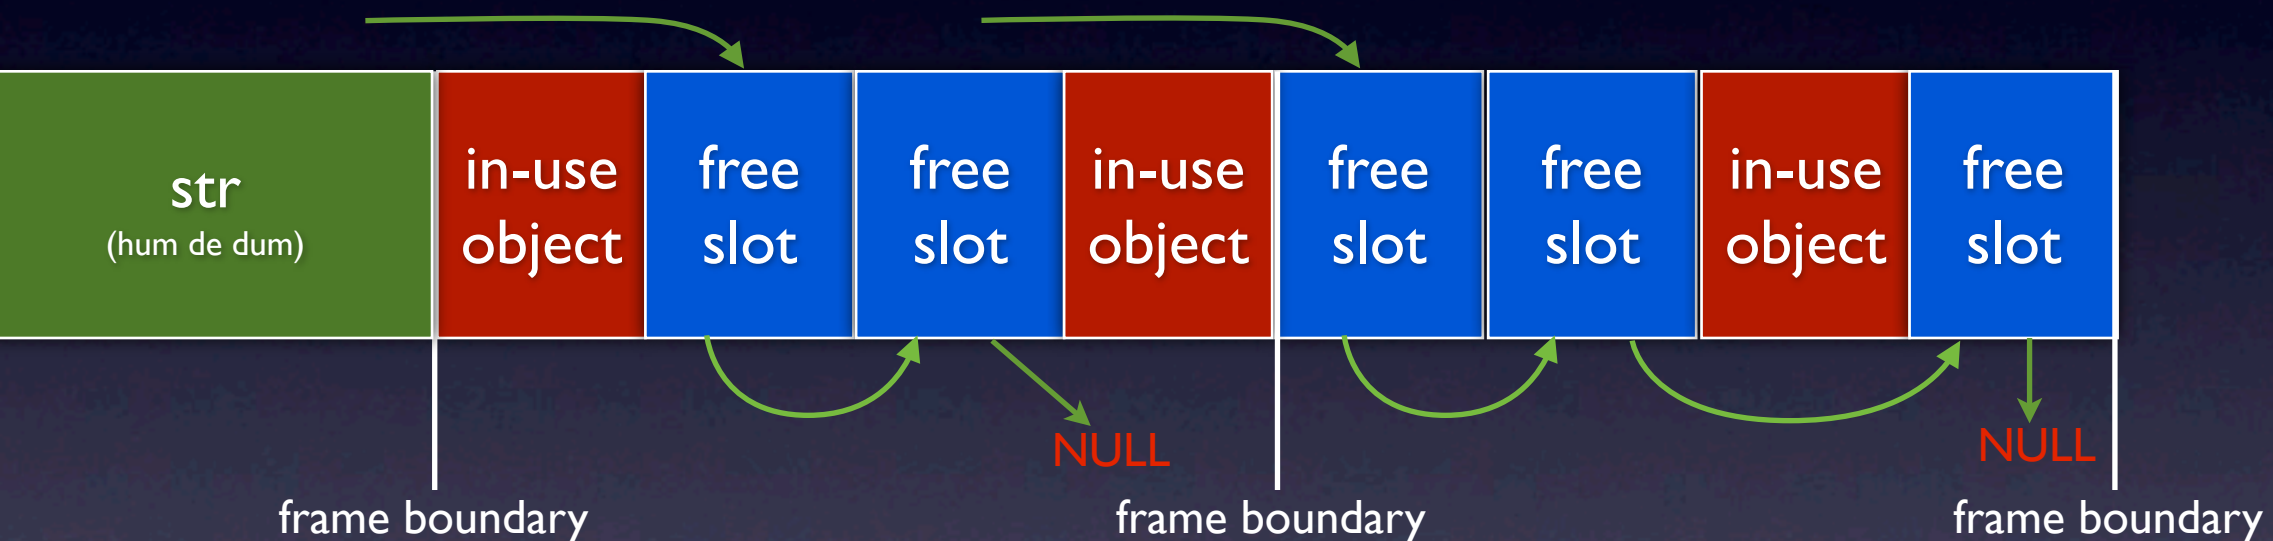 str
(hum de dum)
in-use
object
free
slot
free
slot
in-use
object
free
slot
free
slot
in-use
object
free
slot
NULL
NULL
frame boundary
frame boundary
frame boundary